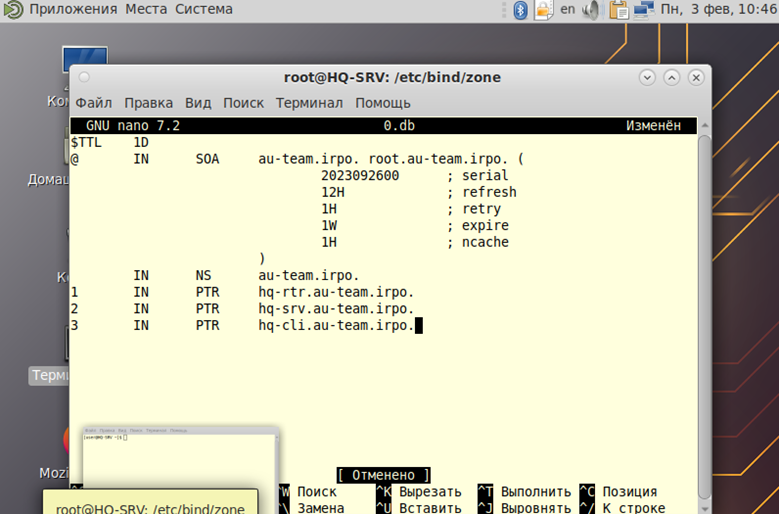 Приложения Места Система en Пн, 3 фев, 10:46
root@HQ-SRV: /etc/bind/zone
Файл Правка Вид Поиск Терминал Помощь
GNU nano 7.2 0.db Изменён
$TTL 1D
@ IN SOA au-team.irpo. root.au-team.irpo. (
2023092600 ; serial
12H ; refresh
1H ; retry
1W ; expire
1H ; ncache
)
IN NS au-team.irpo.
1 IN PTR hq-rtr.au-team.irpo.
2 IN PTR hq-srv.au-team.irpo.
3 IN PTR hq-cli.au-team.irpo.
[ Отменено ]
^W Поиск ^K Вырезать ^T Выполнить ^C Позиция
^\ Замена ^U Вставить ^J Выровнять ^/ К строке
Ко
Домаш
Ке
Терми
Mozi
root@HQ-SRV: /etc/bind/zone